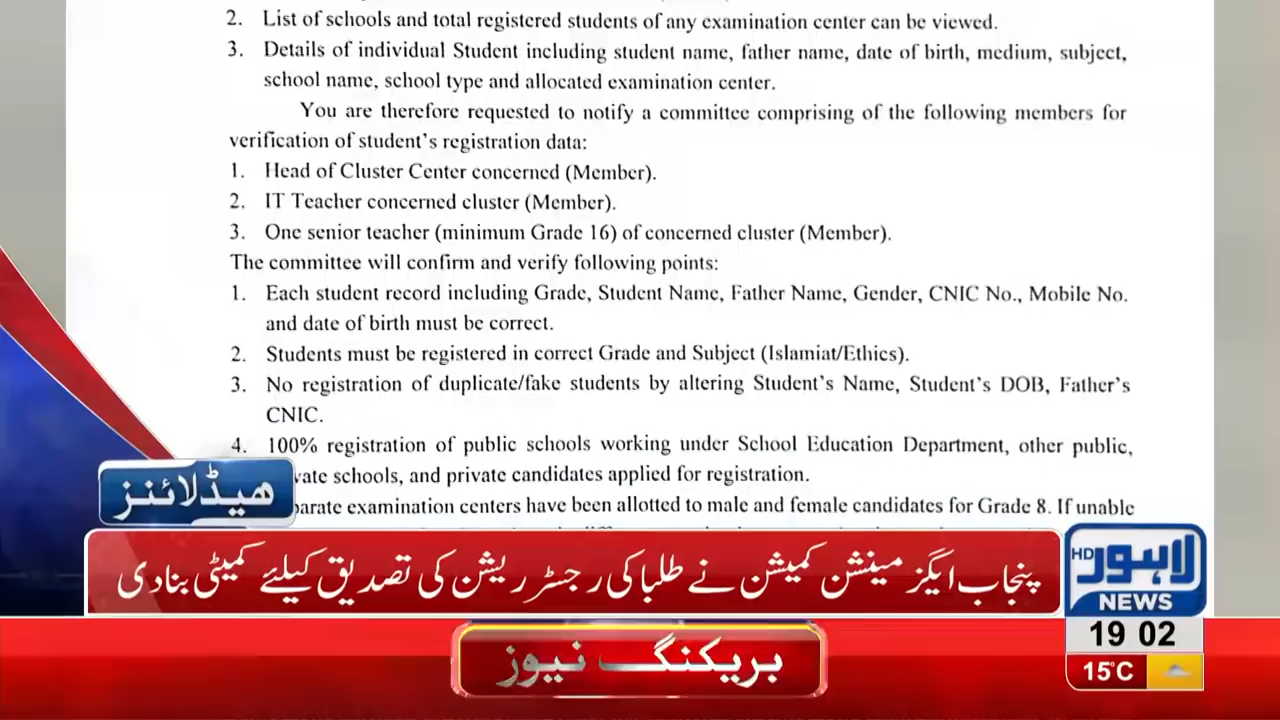 2. List of schools and total registered students of any examination center can be viewed.
3. Details of individual Student including student name, father name, date of birth, medium, subject,
school name, school type and allocated examination center.
You are therefore requested to notify a committee comprising of the following members for
verification of student's registration data:
1. Head of Cluster Center concerned (Member).
2. IT Teacher concerned cluster (Member).
3. One senior teacher (minimum Grade 16) of concerned cluster (Member).
The committee will confirm and verify following points:
1. Each student record including Grade, Student Name, Father Name, Gender, CNIC No., Mobile No.
and date of birth must be correct.
2. Students must be registered in correct Grade and Subject (Islamiat/Ethics).
3. No registration of duplicate/fake students by altering Student's Name, Student's DOB, Father's
CNIC.
4. 100% registration of public schools working under School Education Department, other public,
vate schools, and private candidates applied for registration.
parate examination centers have been allotted to male and female candidates for Grade 8. If unable
ہیڈلائنز
پنجاب ایگزمینشن کمیشن نے طلبا کی رجسٹریشن کی تصدیق کیلئے کمیٹی بنا دی
لاہور HD
NEWS
19 02
15°C
بریکنگ نیوز